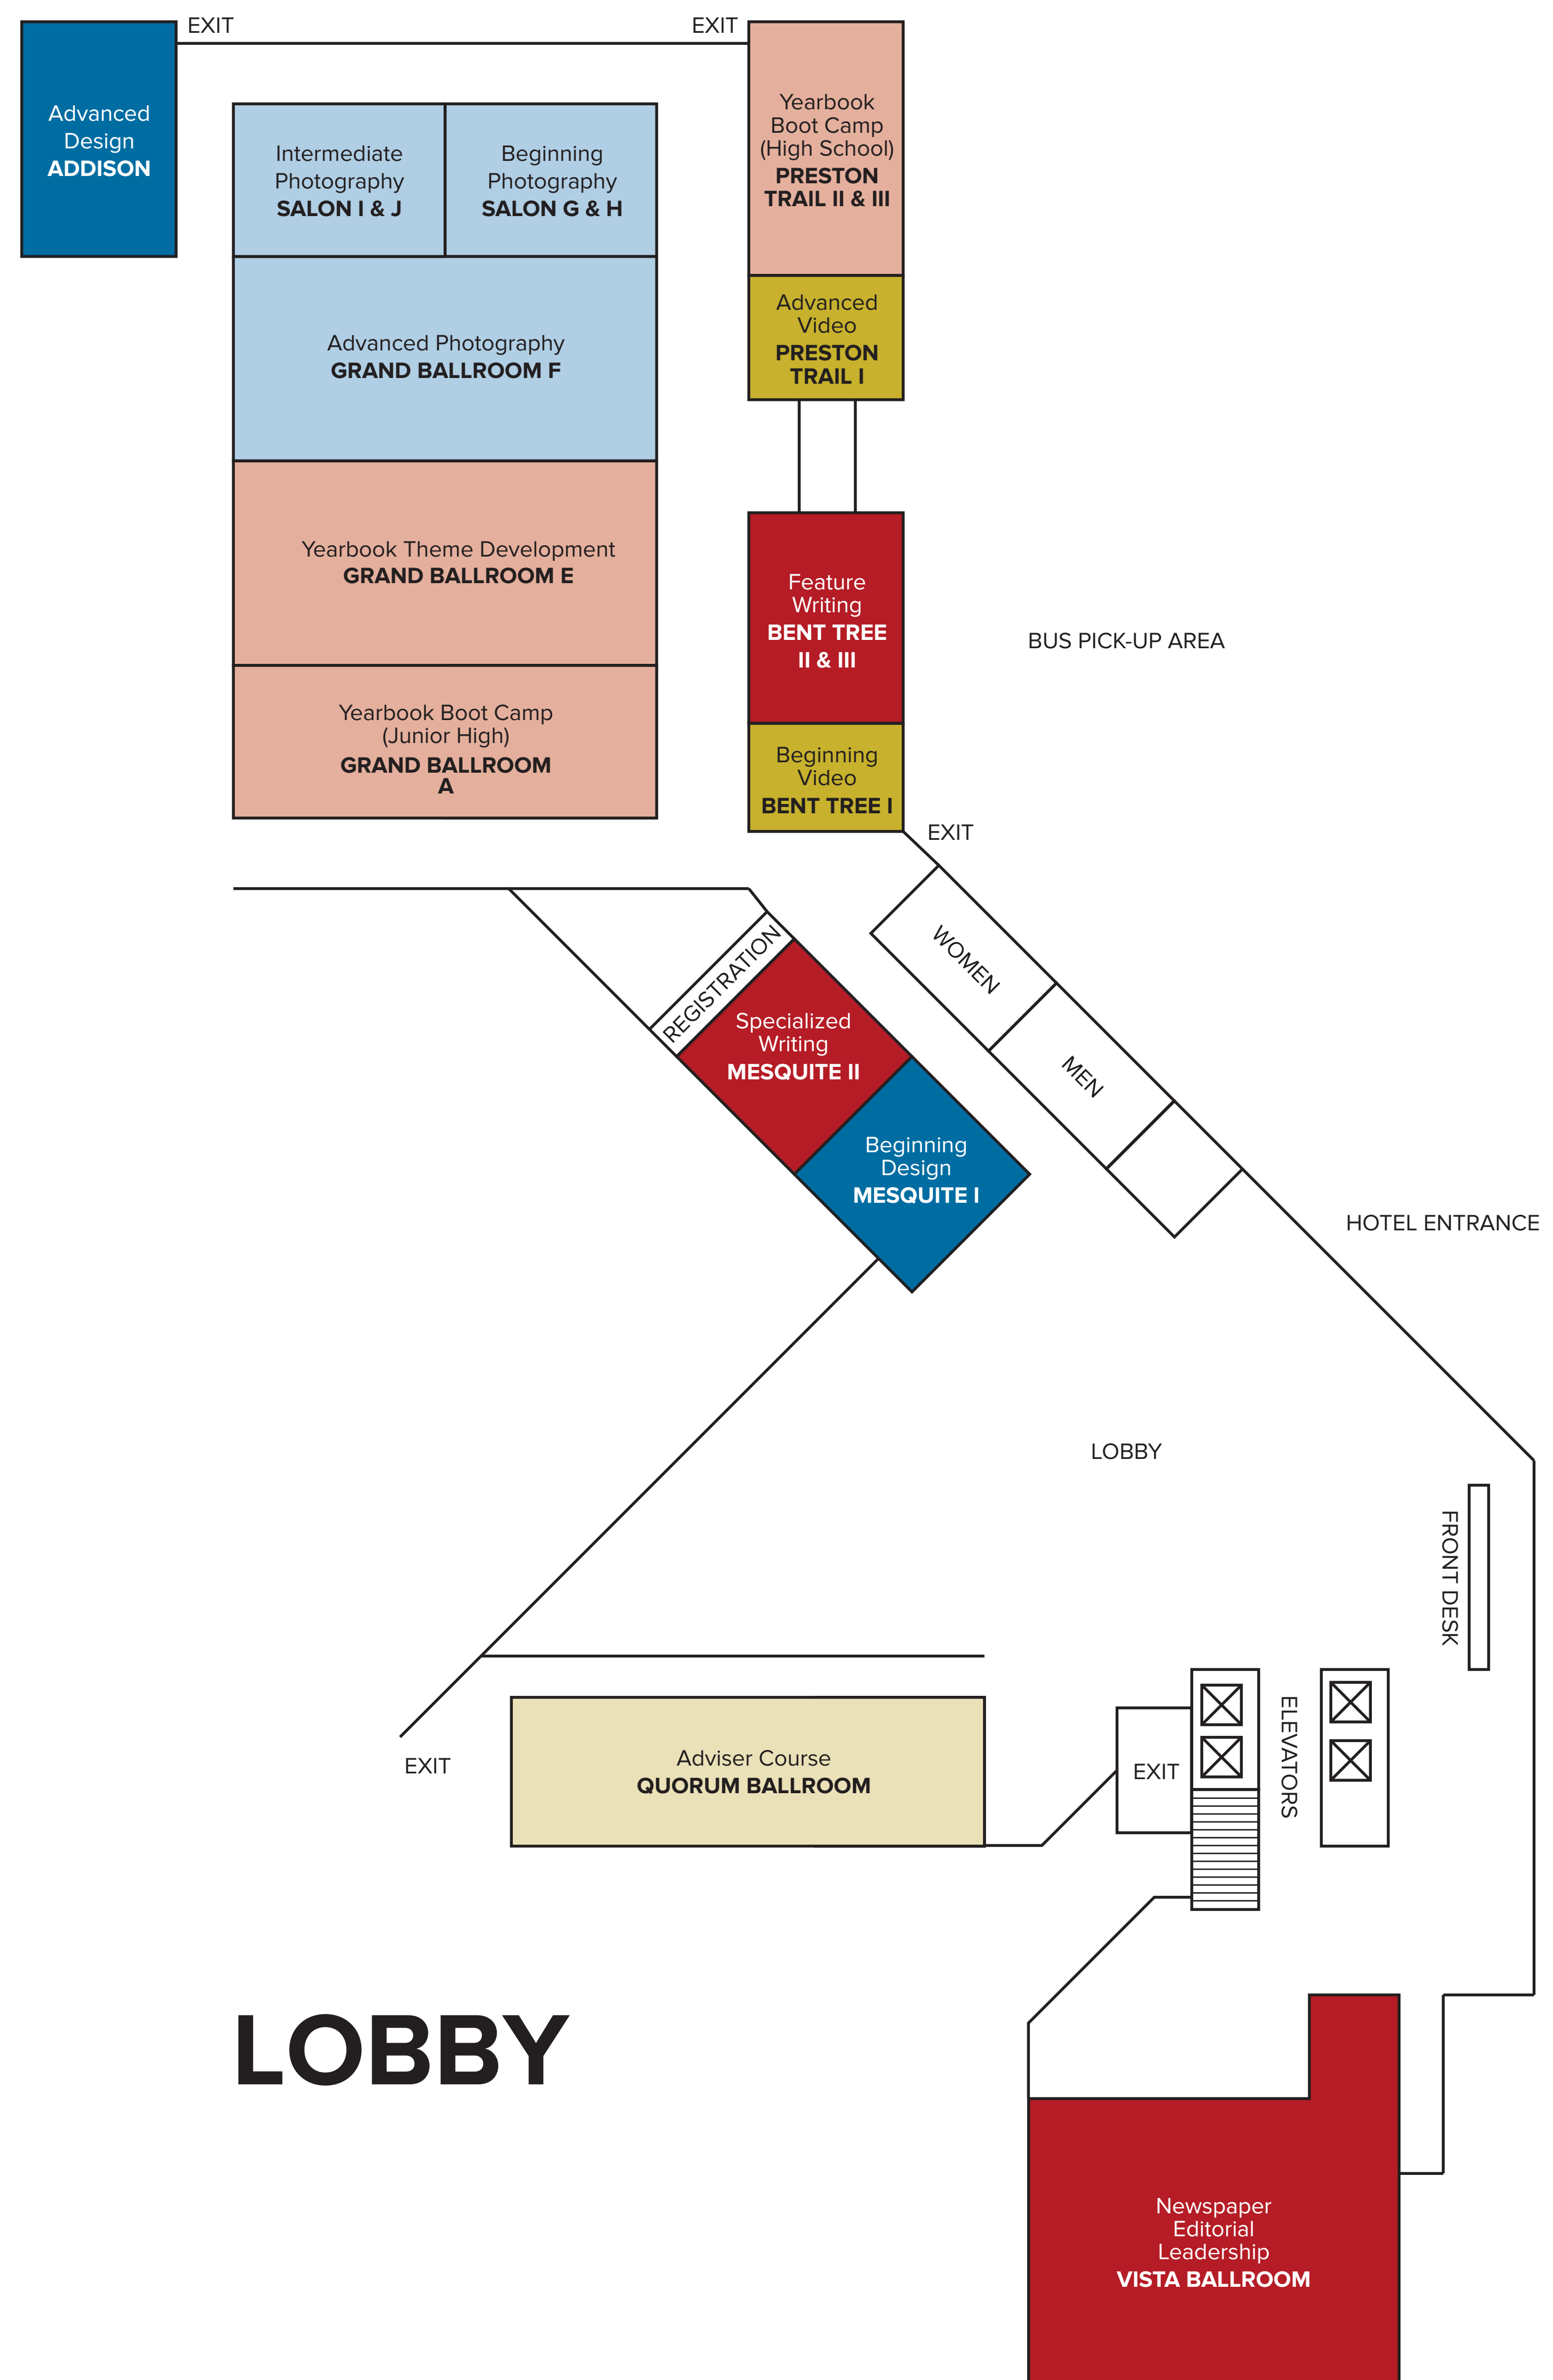 EXIT
EXIT
Advanced
Design
ADDISON
Intermediate
Photography
SALON I & J
Beginning
Photography
SALON G & H
Yearbook
Boot Camp
(High School)
PRESTON
TRAIL II & III
Advanced
Video
PRESTON
TRAIL I
Advanced Photography
GRAND BALLROOM F
Yearbook Theme Development
GRAND BALLROOM E
Feature
Writing
BENT TREE
II & III
BUS PICK-UP AREA
Yearbook Boot Camp
(Junior High)
GRAND BALLROOM
A
Beginning
Video
BENT TREE I
EXIT
WOMEN
MEN
REGISTRATION
Specialized
Writing
MESQUITE II
Beginning
Design
MESQUITE I
HOTEL ENTRANCE
LOBBY
FRONT DESK
Adviser Course
QUORUM BALLROOM
EXIT
EXIT
ELEVATORS
LOBBY
Newspaper
Editorial
Leadership
VISTA BALLROOM